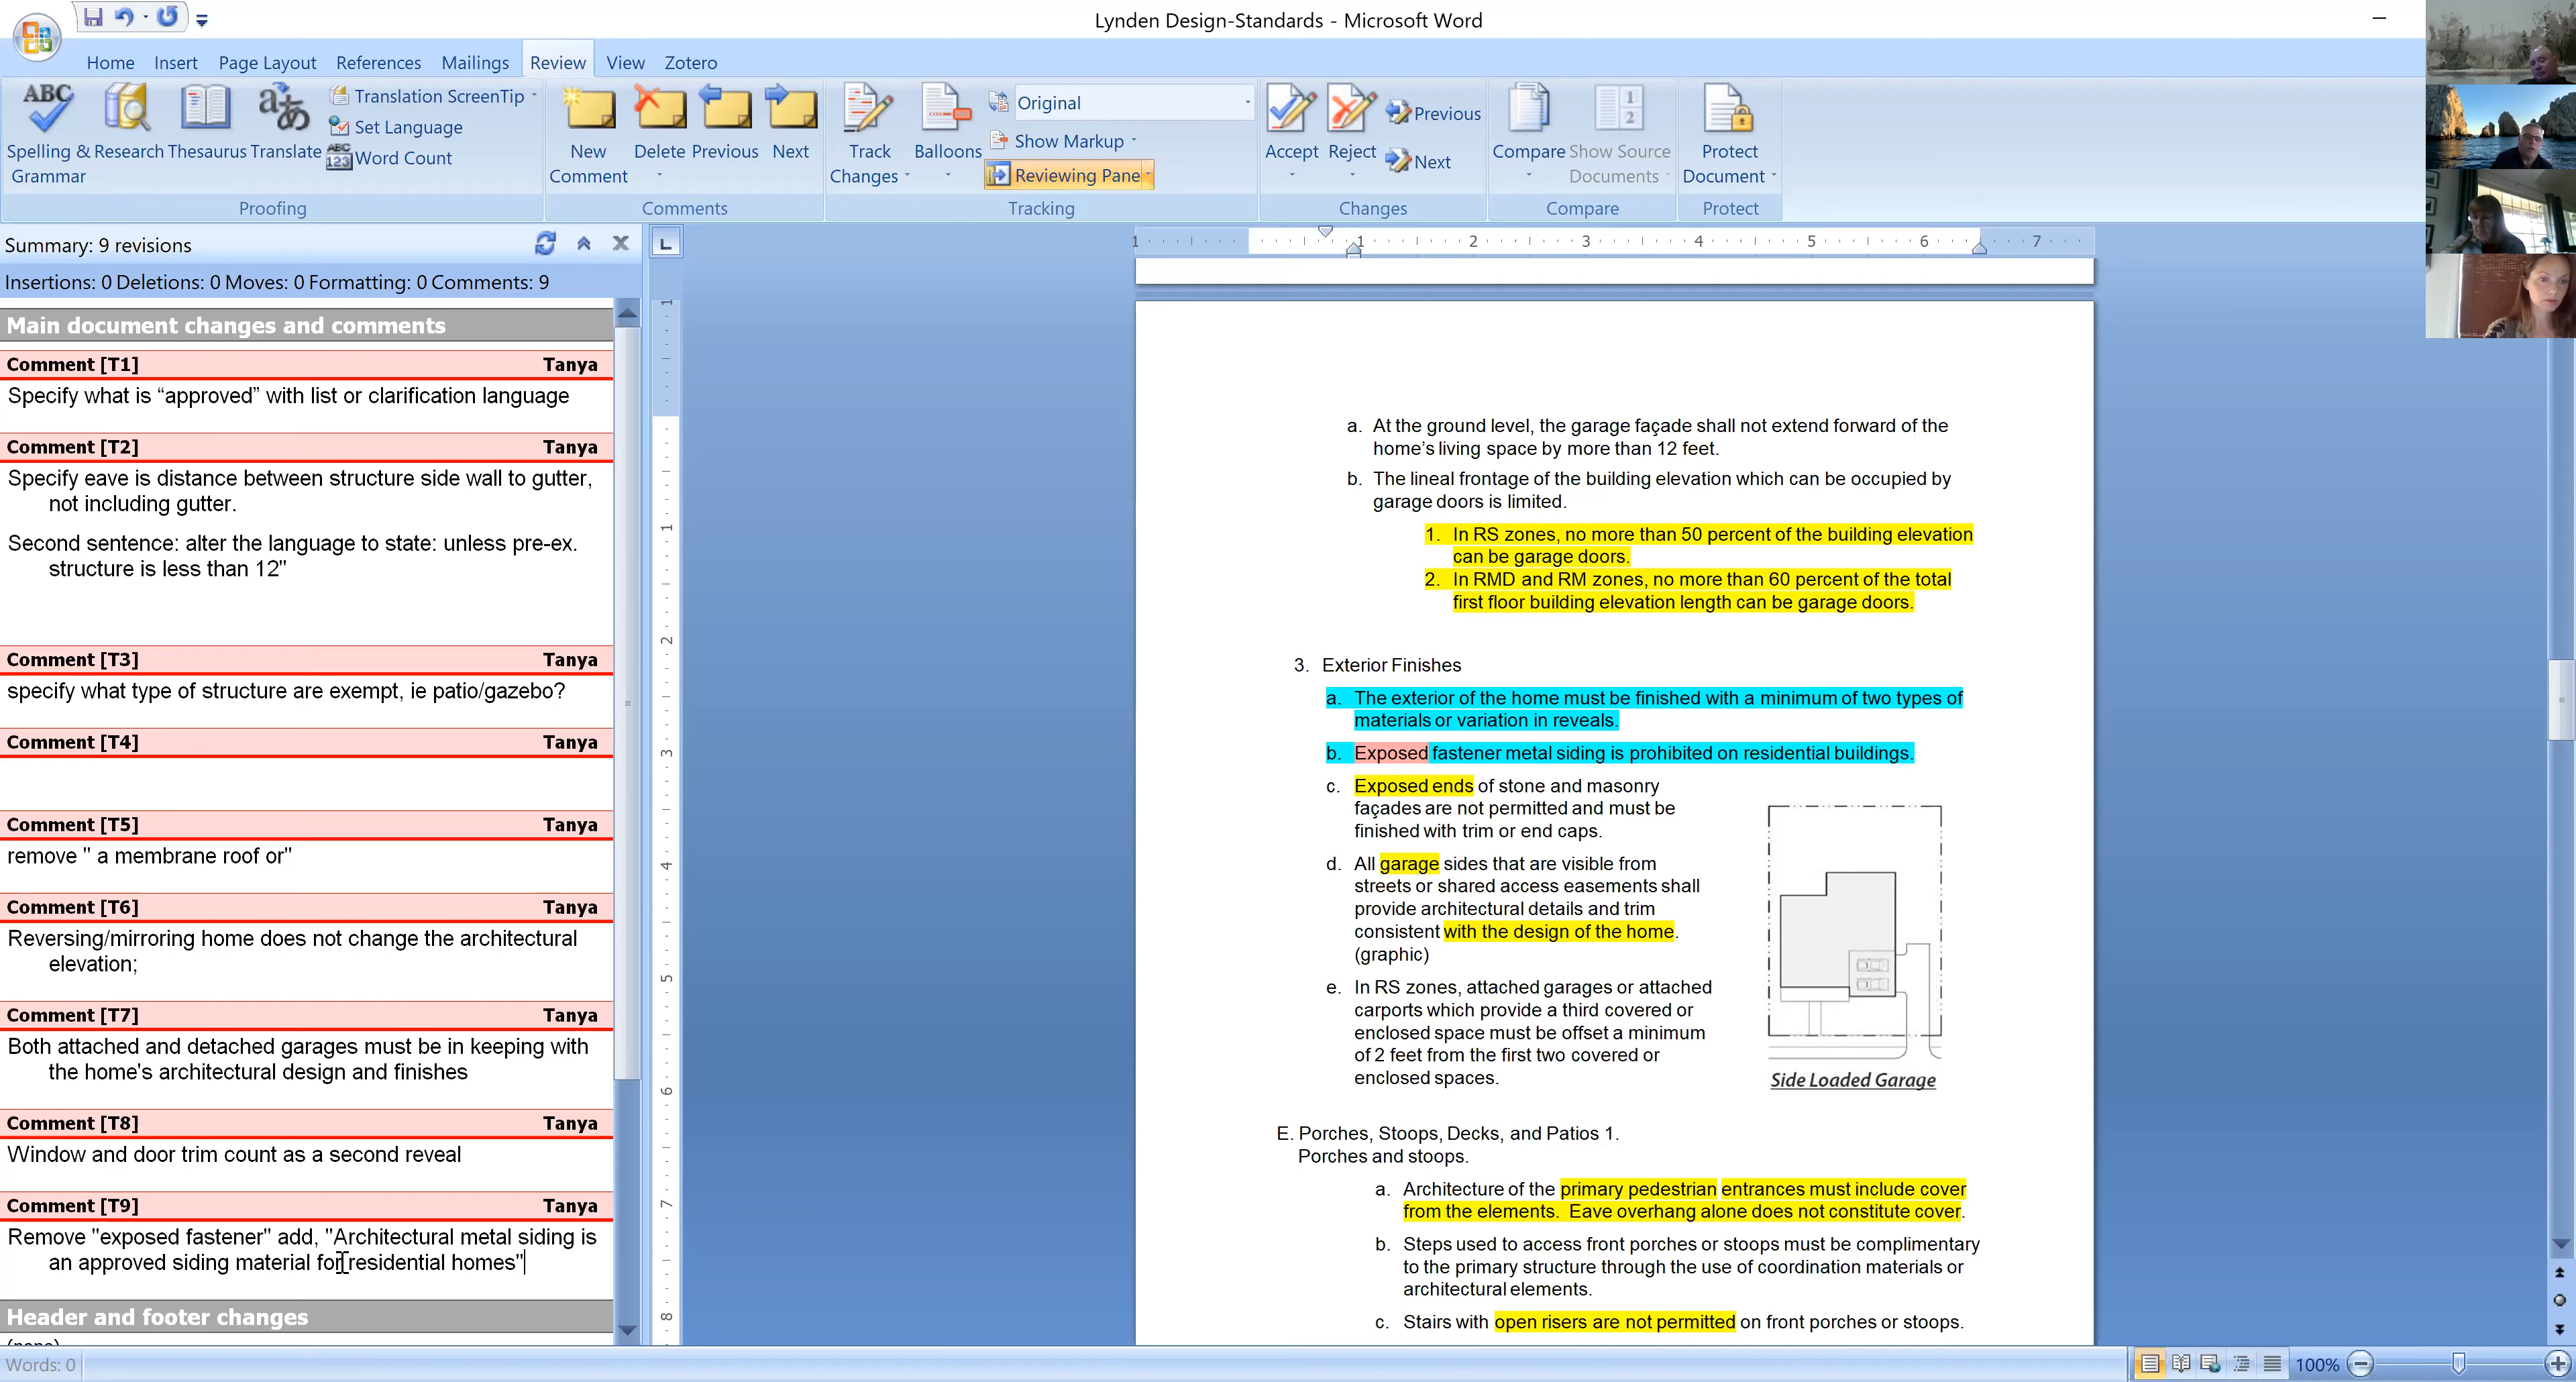 Lynden Design-Standards - Microsoft Word
Home Insert Page Layout References Mailings Review View Zotero
ABC
Spelling & Grammar
Research
Thesaurus
Translate
Translation ScreenTip
Set Language
ABC 123 Word Count
Proofing
New Comment
Delete
Previous
Next
Comments
Track Changes
Balloons
Original
Show Markup
Reviewing Pane
Tracking
Accept
Reject
Previous
Next
Changes
Compare
Show Source Documents
Compare
Protect Document
Protect
Summary: 9 revisions
Insertions: 0 Deletions: 0 Moves: 0 Formatting: 0 Comments: 9
Main document changes and comments
Comment [T1] Tanya
Specify what is “approved” with list or clarification language
Comment [T2] Tanya
Specify eave is distance between structure side wall to gutter,
not including gutter.
Second sentence: alter the language to state: unless pre-ex.
structure is less than 12"
Comment [T3] Tanya
specify what type of structure are exempt, ie patio/gazebo?
Comment [T4] Tanya
Comment [T5] Tanya
remove " a membrane roof or"
Comment [T6] Tanya
Reversing/mirroring home does not change the architectural
elevation;
Comment [T7] Tanya
Both attached and detached garages must be in keeping with
the home's architectural design and finishes
Comment [T8] Tanya
Window and door trim count as a second reveal
Comment [T9] Tanya
Remove "exposed fastener" add, "Architectural metal siding is
an approved siding material for residential homes"
Header and footer changes
(none)
Words: 0
L
1 1 2 3 4 5 6 7
1
1
2
3
4
5
6
7
8
a. At the ground level, the garage façade shall not extend forward of the
home’s living space by more than 12 feet.
b. The lineal frontage of the building elevation which can be occupied by
garage doors is limited.
1. In RS zones, no more than 50 percent of the building elevation
can be garage doors.
2. In RMD and RM zones, no more than 60 percent of the total
first floor building elevation length can be garage doors.
3. Exterior Finishes
a. The exterior of the home must be finished with a minimum of two types of
materials or variation in reveals.
b. Exposed fastener metal siding is prohibited on residential buildings.
c. Exposed ends of stone and masonry
façades are not permitted and must be
finished with trim or end caps.
d. All garage sides that are visible from
streets or shared access easements shall
provide architectural details and trim
consistent with the design of the home.
(graphic)
e. In RS zones, attached garages or attached
carports which provide a third covered or
enclosed space must be offset a minimum
of 2 feet from the first two covered or
enclosed spaces.
Side Loaded Garage
E. Porches, Stoops, Decks, and Patios 1.
Porches and stoops.
a. Architecture of the primary pedestrian entrances must include cover
from the elements. Eave overhang alone does not constitute cover.
b. Steps used to access front porches or stoops must be complimentary
to the primary structure through the use of coordination materials or
architectural elements.
c. Stairs with open risers are not permitted on front porches or stoops.
100%